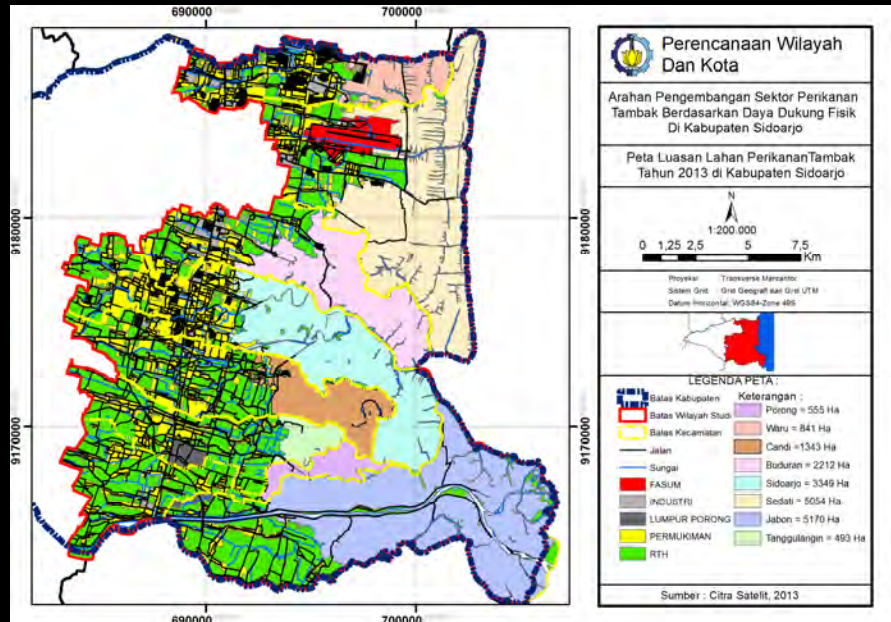 690000
700000
9180000
9180000
9170000
9170000
690000
700000
Perencanaan Wilayah
Dan Kota
Arahan Pengembangan Sektor Perikanan
Tambak Berdasarkan Daya Dukung Fisik
Di Kabupaten Sidoarjo
Peta Luasan Lahan PerikananTambak
Tahun 2013 di Kabupaten Sidoarjo
N
1:200.000
0 1,25 2,5 5 7,5
Km
Proyeksi : Transverse Marcantor
Sistem Grid : Grid Geografi dan Grid UTM
Datum Horizontal: WGS84-Zone 49S
LEGENDA PETA :
Batas Kabupaten
Batas Wilayah Studi
Batas Kecamatan
Jalan
Sungai
FASUM
INDUSTRI
LUMPUR PORONG
PERMUKIMAN
RTH
Keterangan :
Porong = 555 Ha
Waru = 841 Ha
Candi =1343 Ha
Buduran = 2212 Ha
Sidoarjo = 3349 Ha
Sedati = 5054 Ha
Jabon = 5170 Ha
Tanggulangin = 493 Ha
Sumber : Citra Satelit, 2013